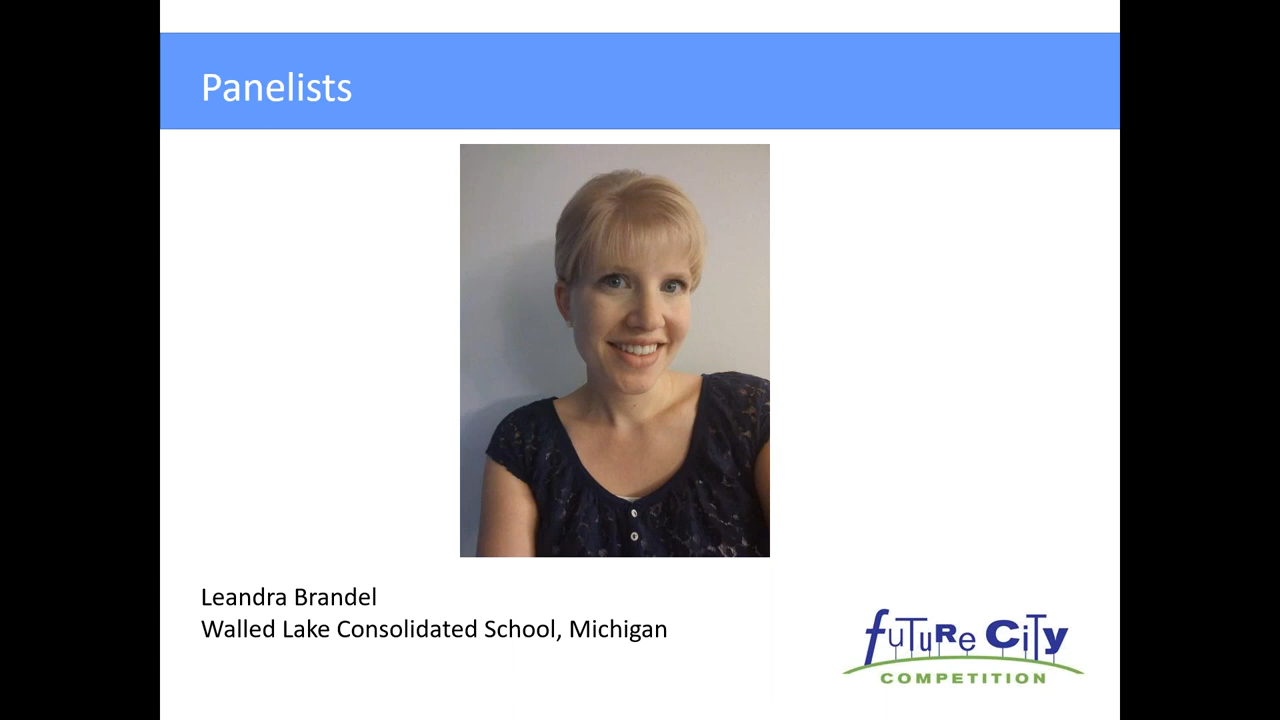 Panelists
Leandra Brandel
Walled Lake Consolidated School, Michigan
fuTuRe CiTy
COMPETITION